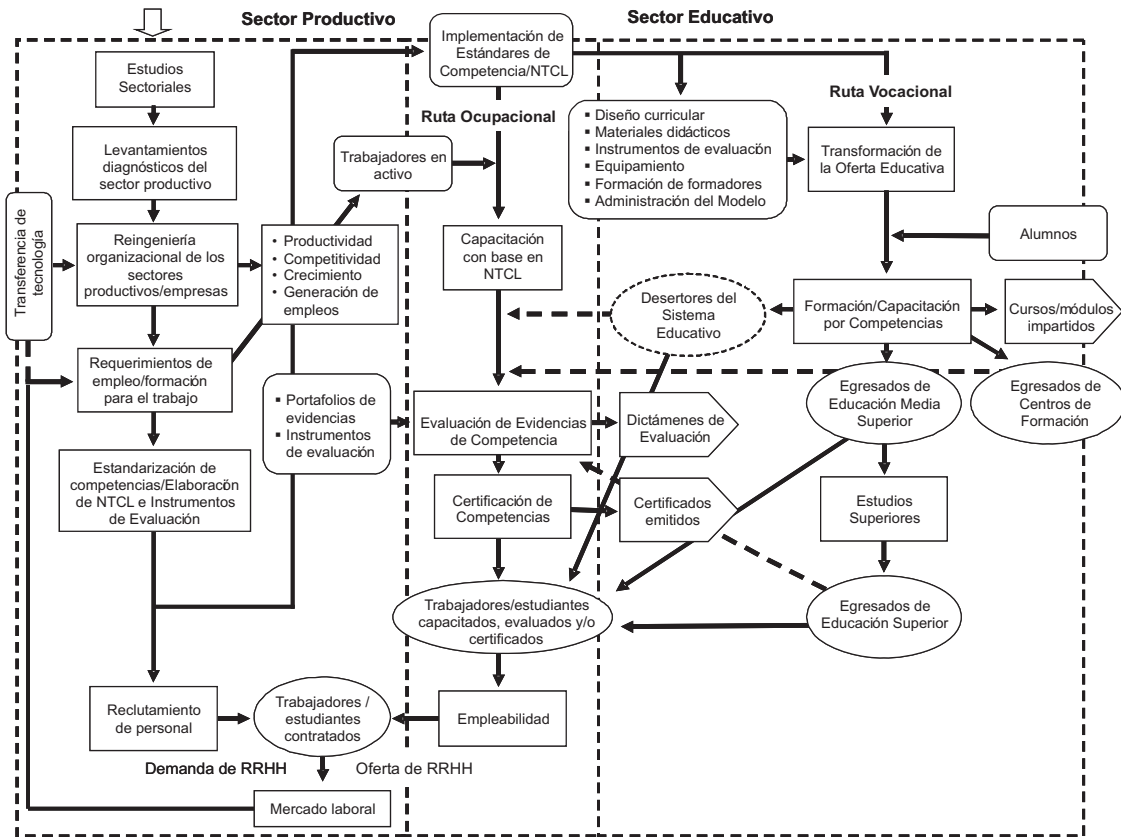 Sector Productivo
Sector Educativo
Estudios
Sectoriales
Levantamientos
diagnósticos del
sector productivo
Transferencia de
tecnología
Reingeniería
organizacional de los
sectores
productivos/empresas
• Productividad
• Competitividad
• Crecimiento
• Generación de
empleos
Requerimientos de
empleo/formación
para el trabajo
Estandarización de
competencias/Elaboración
de NTCL e Instrumentos
de Evaluación
Reclutamiento
de personal
Trabajadores /
estudiantes
contratados
Demanda de RRHH
Oferta de RRHH
Mercado laboral
Implementación de
Estándares de
Competencia/NTCL
Ruta Ocupacional
Trabajadores en
activo
Capacitación
con base en
NTCL
▪ Portafolios de
evidencias
▪ Instrumentos
de evaluación
Evaluación de Evidencias
de Competencia
Dictámenes de
Evaluación
Certificación de
Competencias
Certificados
emitidos
Trabajadores/estudiantes
capacitados, evaluados y/o
certificados
Empleabilidad
Ruta Vocacional
▪ Diseño curricular
▪ Materiales didácticos
▪ Instrumentos de evaluación
▪ Equipamiento
▪ Formación de formadores
▪ Administración del Modelo
Transformación de
la Oferta Educativa
Alumnos
Desertores del
Sistema
Educativo
Formación/Capacitación
por Competencias
Cursos/módulos
impartidos
Egresados de
Educación Media
Superior
Egresados de
Centros de
Formación
Estudios
Superiores
Egresados de
Educación Superior